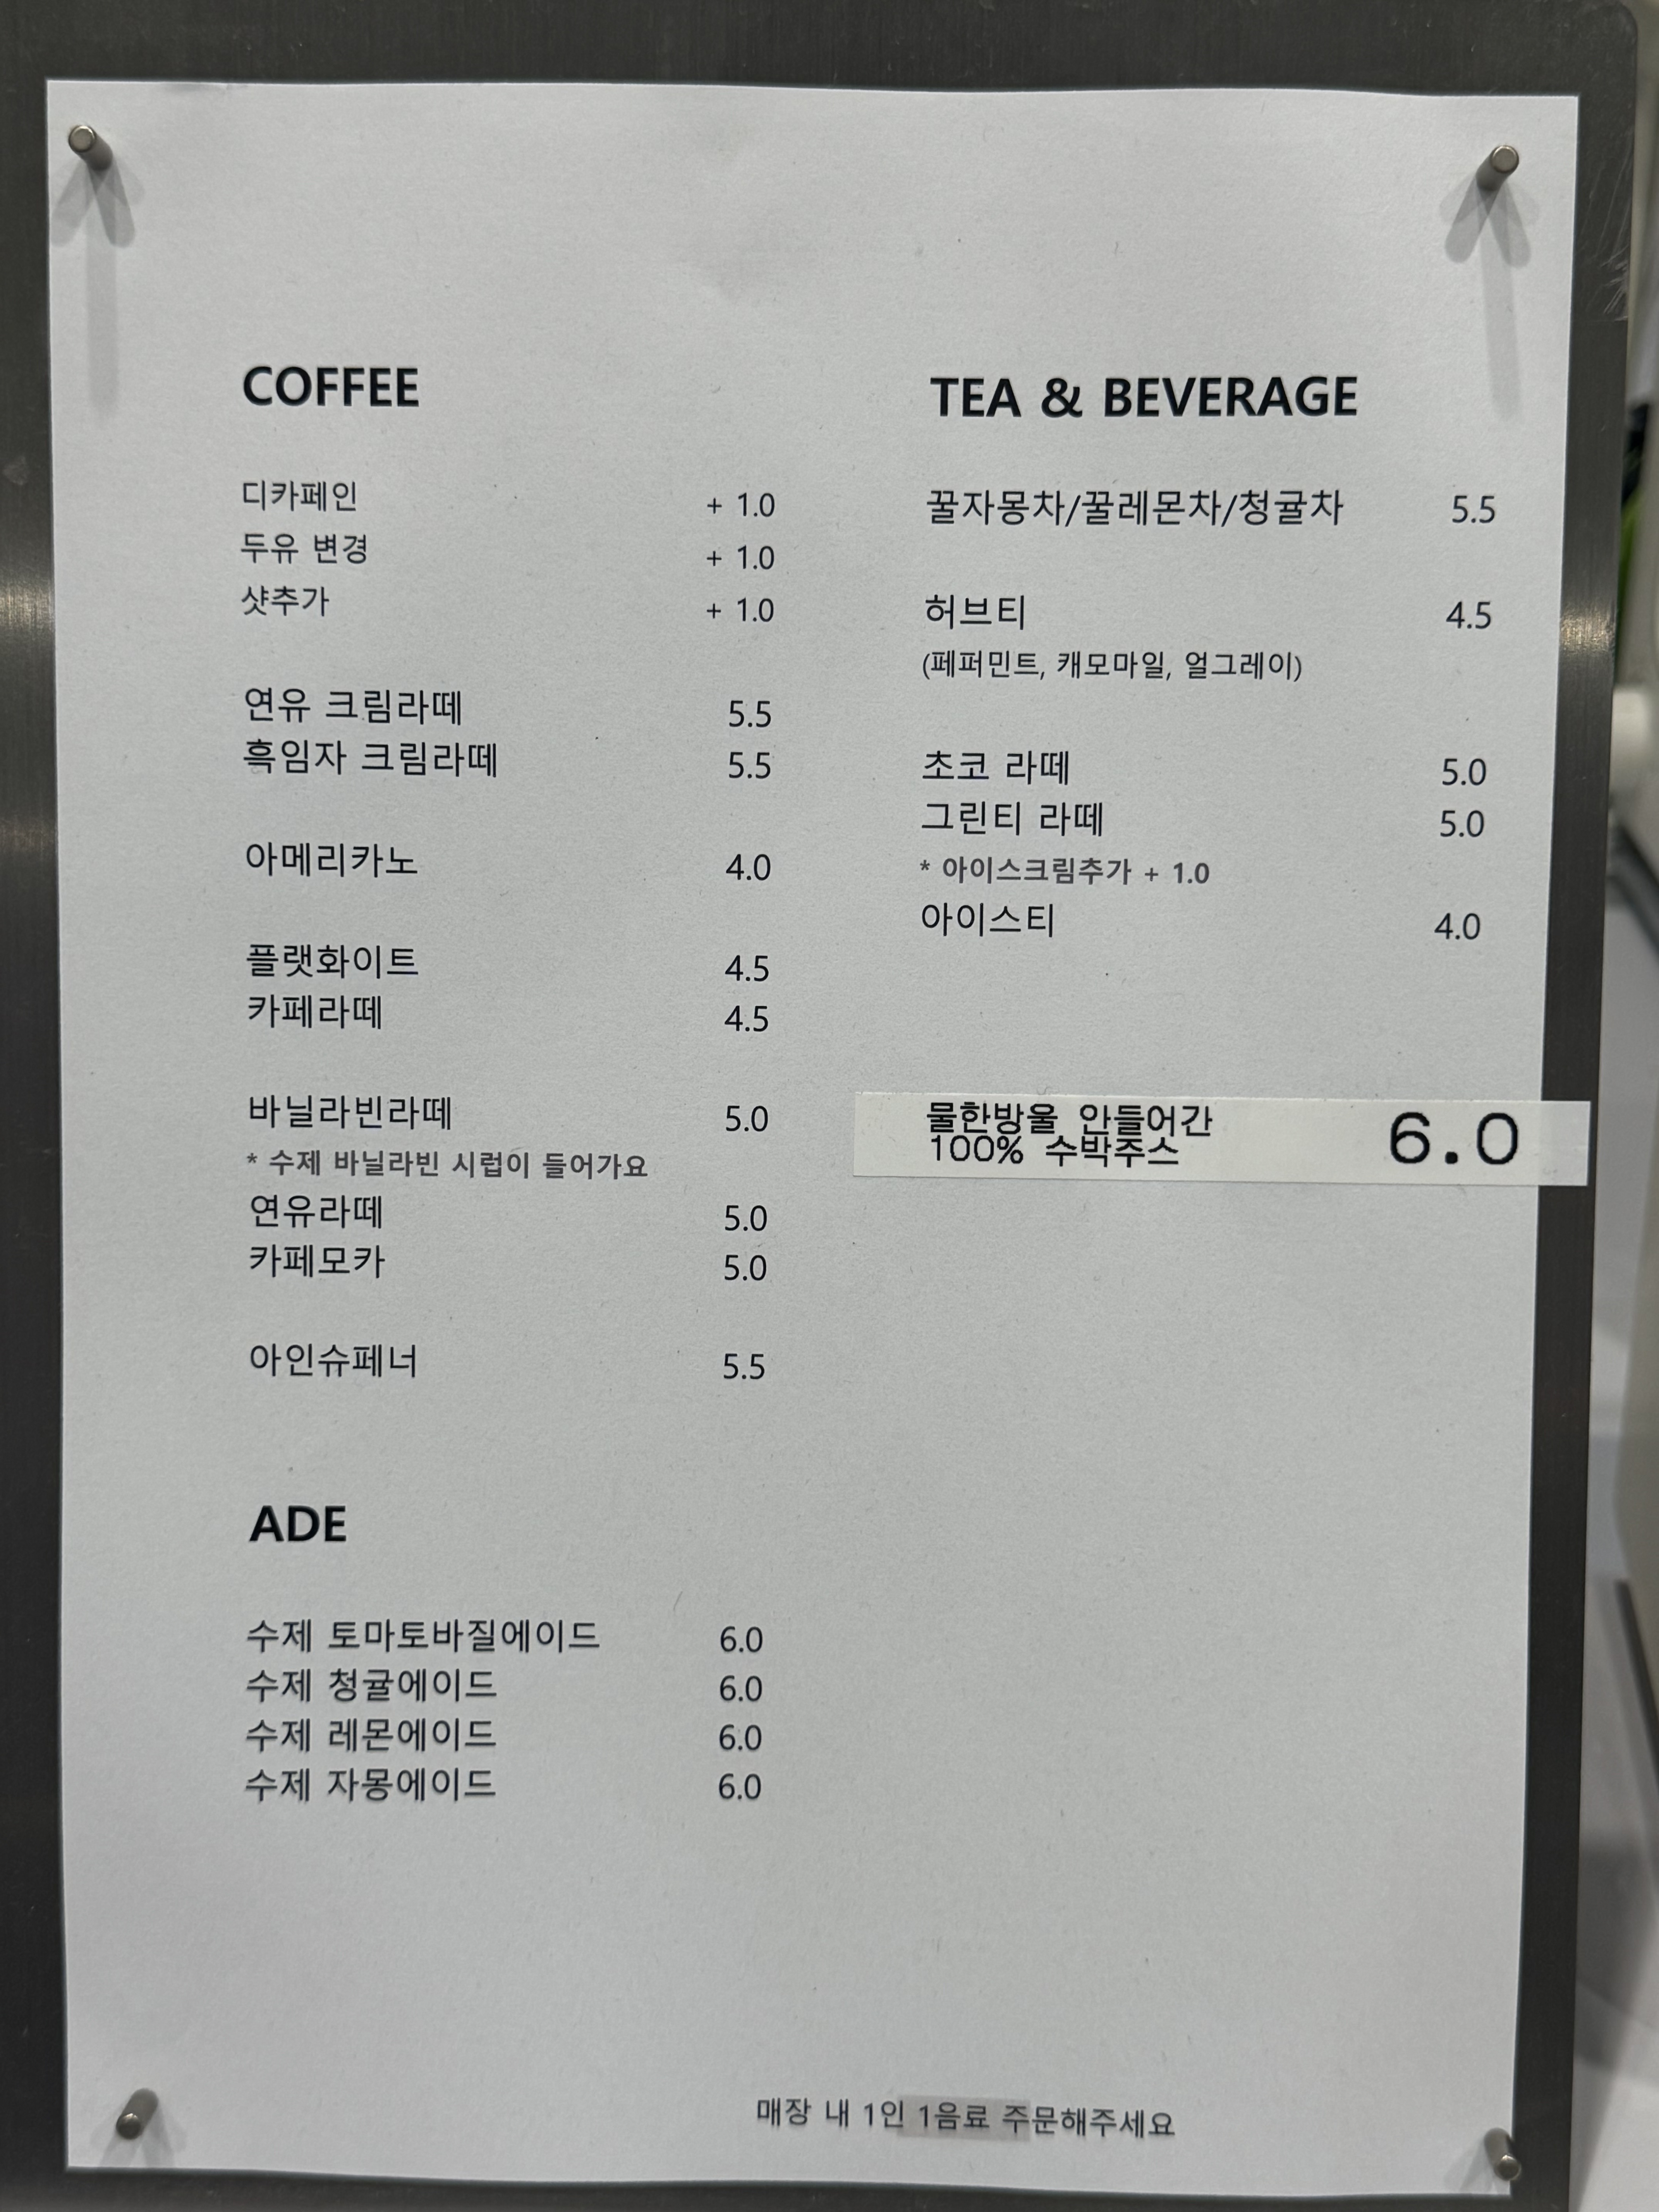 COFFEE
디카페인 + 1.0
두유 변경 + 1.0
샷추가 + 1.0
연유 크림라떼 5.5
흑임자 크림라떼 5.5
아메리카노 4.0
플랫화이트 4.5
카페라떼 4.5
바닐라빈라떼 5.0
* 수제 바닐라빈 시럽이 들어가요
연유라떼 5.0
카페모카 5.0
아인슈페너 5.5
ADE
수제 토마토바질에이드 6.0
수제 청귤에이드 6.0
수제 레몬에이드 6.0
수제 자몽에이드 6.0
TEA & BEVERAGE
꿀자몽차/꿀레몬차/청귤차 5.5
허브티 4.5
(페퍼민트, 캐모마일, 얼그레이)
초코 라떼 5.0
그린티 라떼 5.0
* 아이스크림추가 + 1.0
아이스티 4.0
물한방울 안들어간
100% 수박주스 6.0
매장 내 1인 1음료 주문해주세요